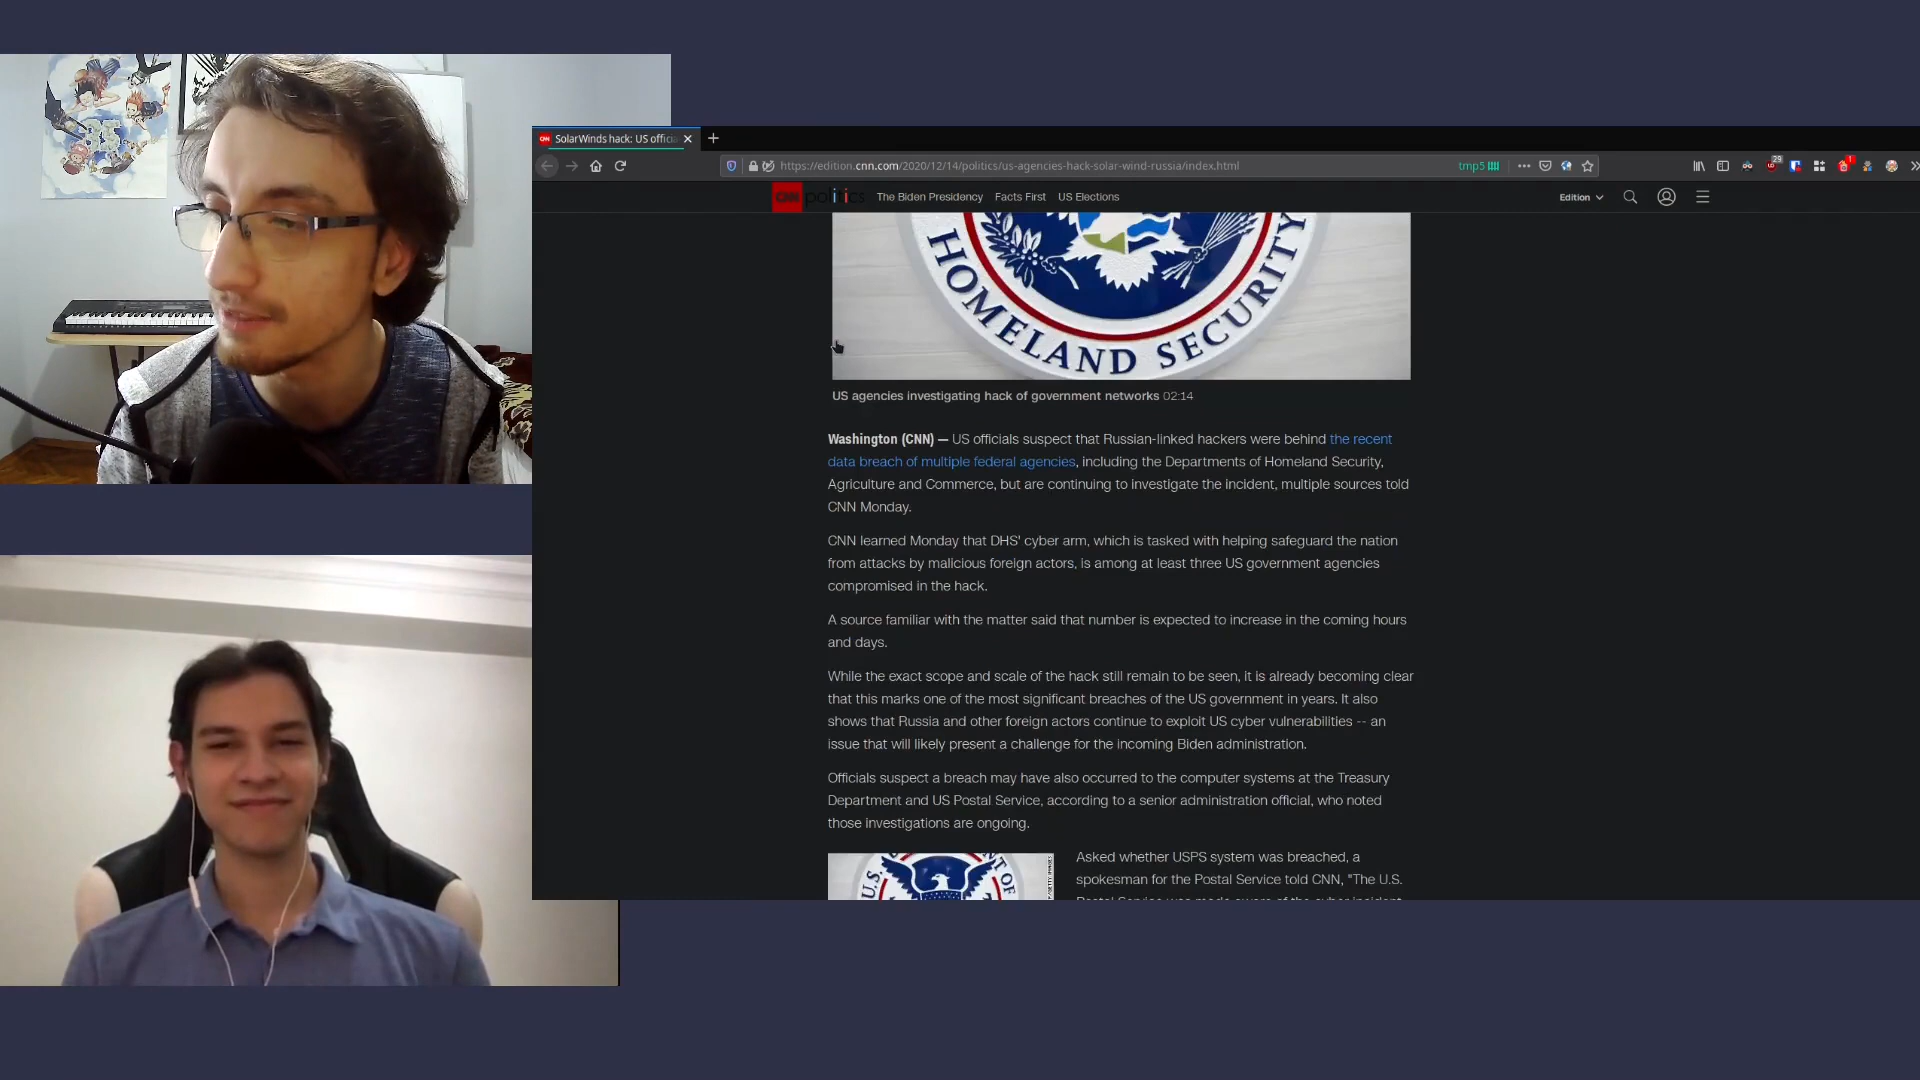 SolarWinds hack: US offici
https://edition.cnn.com/2020/12/14/politics/us-agencies-hack-solar-wind-russia/index.html
tmp5
29
1
CNN politics
The Biden Presidency
Facts First
US Elections
Edition
HOMELAND SECURITY
US agencies investigating hack of government networks 02:14
Washington (CNN) — US officials suspect that Russian-linked hackers were behind the recent
data breach of multiple federal agencies, including the Departments of Homeland Security,
Agriculture and Commerce, but are continuing to investigate the incident, multiple sources told
CNN Monday.
CNN learned Monday that DHS' cyber arm, which is tasked with helping safeguard the nation
from attacks by malicious foreign actors, is among at least three US government agencies
compromised in the hack.
A source familiar with the matter said that number is expected to increase in the coming hours
and days.
While the exact scope and scale of the hack still remain to be seen, it is already becoming clear
that this marks one of the most significant breaches of the US government in years. It also
shows that Russia and other foreign actors continue to exploit US cyber vulnerabilities -- an
issue that will likely present a challenge for the incoming Biden administration.
Officials suspect a breach may have also occurred to the computer systems at the Treasury
Department and US Postal Service, according to a senior administration official, who noted
those investigations are ongoing.
U.S.
OF
Asked whether USPS system was breached, a
spokesman for the Postal Service told CNN, "The U.S.